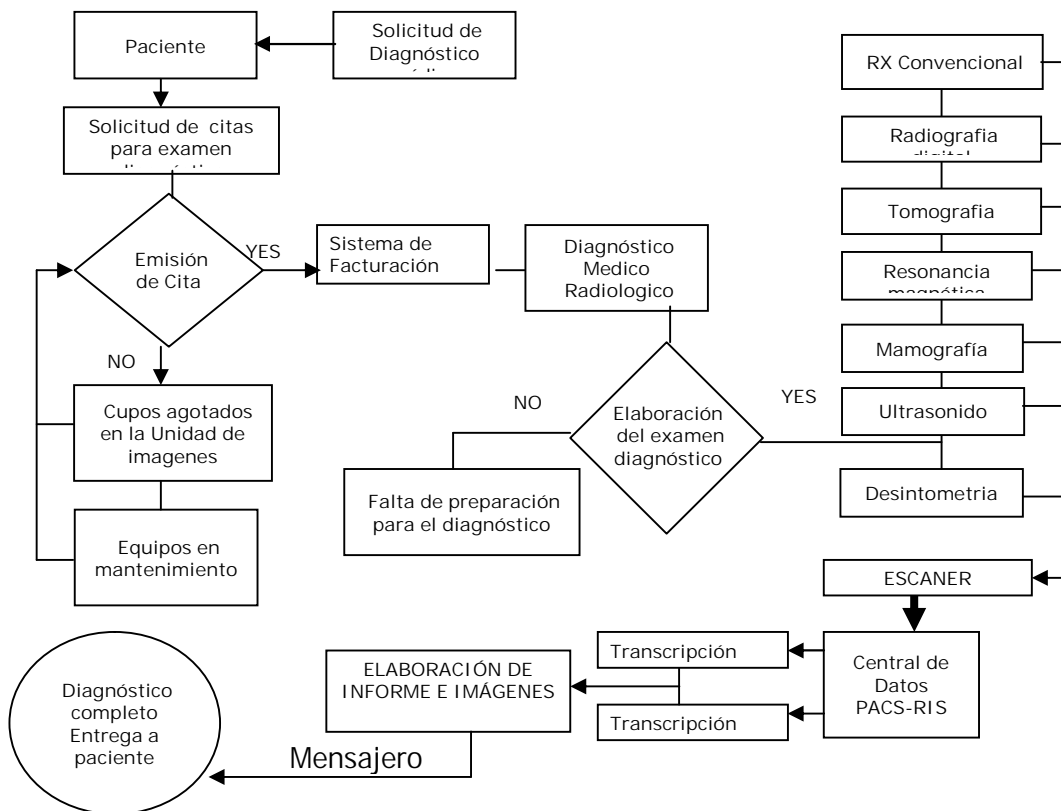 Paciente
Solicitud de
Diagnóstico
Solicitud de citas
para examen
Emisión
de Cita
YES
NO
Sistema de
Facturación
Diagnóstico
Medico
Radiologico
Cupos agotados
en la Unidad de
imagenes
Equipos en
mantenimiento
NO
Elaboración
del examen
diagnóstico
YES
Falta de preparación
para el diagnóstico
RX Convencional
Radiografia
digital
Tomografia
Resonancia
magnética
Mamografía
Ultrasonido
Desintometria
ESCANER
Central de
Datos
PACS-RIS
Transcripción
Transcripción
ELABORACIÓN DE
INFORME E IMÁGENES
Mensajero
Diagnóstico
completo
Entrega a
paciente